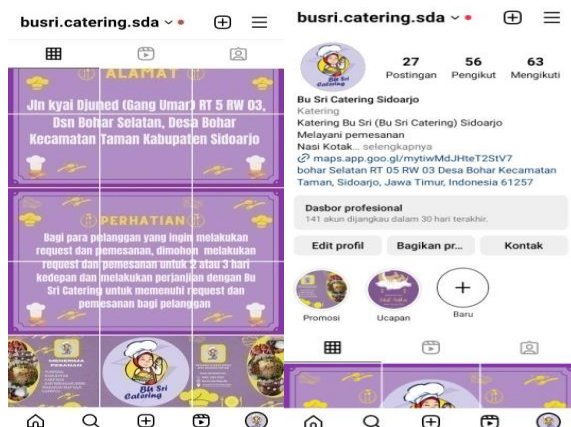 busri.catering.sda
ALAMAT
Jln kyai Djuned (Gang Umar) RT 5 RW 03,
Dsn Bohar Selatan, Desa Bohar
Kecamatan Taman Kabupaten Sidoarjo
PERHATIAN
Bagi para pelanggan yang ingin melakukan
request dan pemesanan, dimohon melakukan
request dan pemesanan untuk 2 atau 3 hari
kedepan dan melakukan perjanjian dengan Bu
Sri Catering untuk memenuhi request dan
pemesanan bagi pelanggan
MENERIMA
PESANAN
Bu Sri
Catering
busri.catering.sda
Bu Sri
Catering
27
Postingan
56
Pengikut
63
Mengikuti
Bu Sri Catering Sidoarjo
Katering
Katering Bu Sri (Bu Sri Catering) Sidoarjo
Melayani pemesanan
Nasi Kotak... selengkapnya
maps.app.goo.gl/mytiwMdJHteT2StV7
bohar Selatan RT 05 RW 03 Desa Bohar Kecamatan
Taman, Sidoarjo, Jawa Timur, Indonesia 61257
Dasbor profesional
141 akun dijangkau dalam 30 hari terakhir.
Edit profil
Bagikan pr...
Kontak
Promosi
Ucapan
Baru